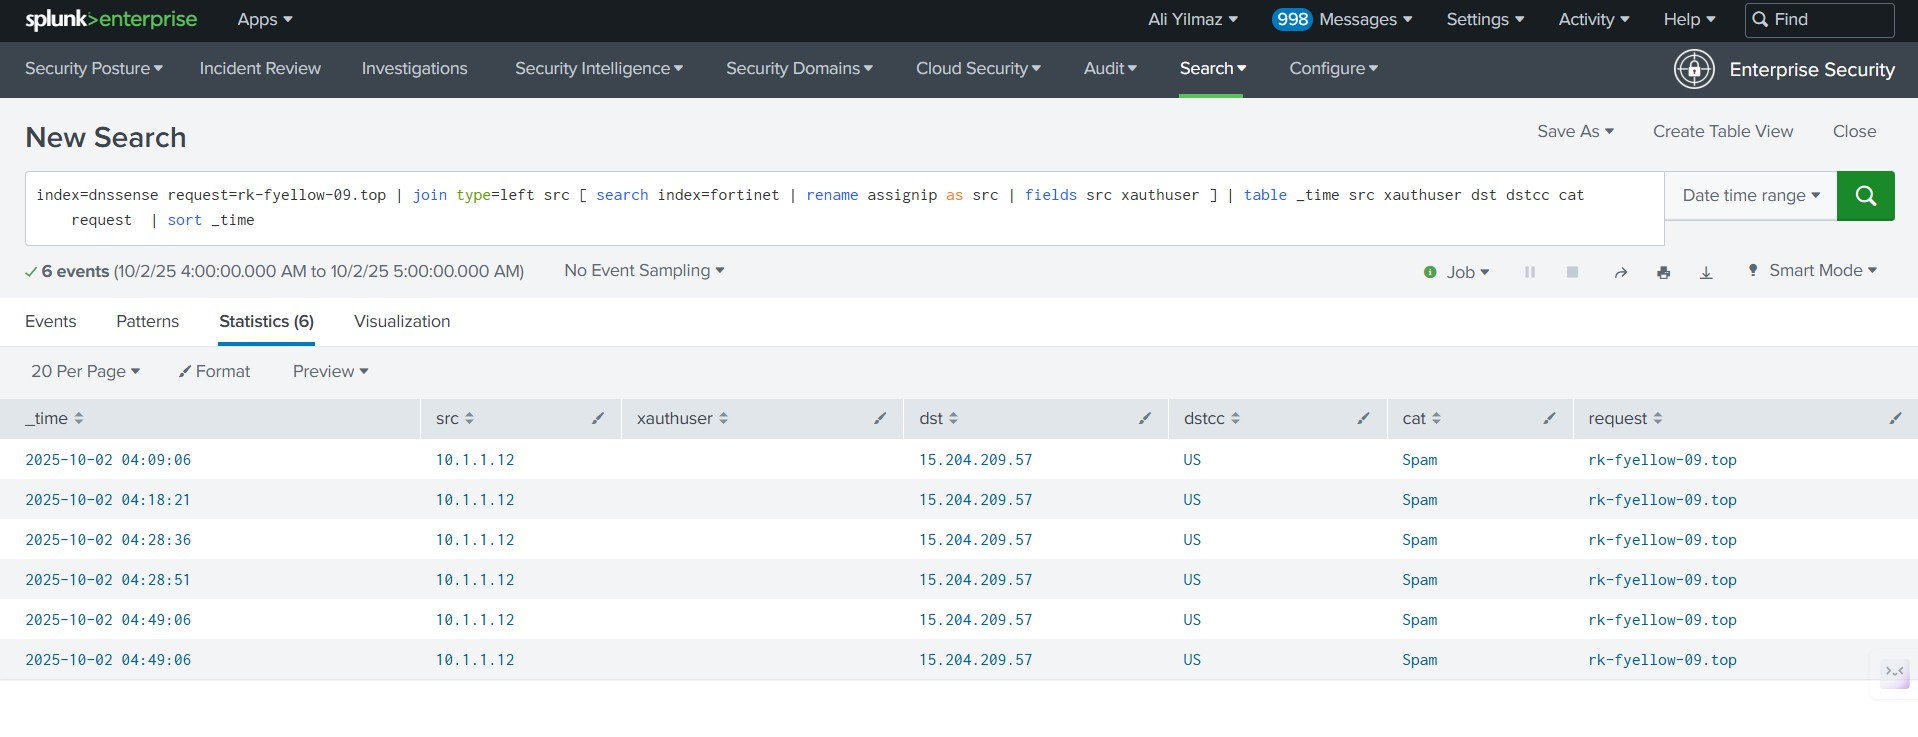 splunk>enterprise Apps Ali Yilmaz 998 Messages Settings Activity Help Find
Security Posture Incident Review Investigations Security Intelligence Security Domains Cloud Security Audit Search Configure Enterprise Security
New Search Save As Create Table View Close
index=dnssense request=rk-fyellow-09.top | join type=left src [ search index=fortinet | rename assignip as src | fields src xauthuser ] | table _time src xauthuser dst dstcc cat
request | sort _time
Date time range
6 events (10/2/25 4:00:00.000 AM to 10/2/25 5:00:00.000 AM) No Event Sampling Job Smart Mode
Events Patterns Statistics (6) Visualization
20 Per Page Format Preview
_time src xauthuser dst dstcc cat request
2025-10-02 04:09:06 10.1.1.12 15.204.209.57 US Spam rk-fyellow-09.top
2025-10-02 04:18:21 10.1.1.12 15.204.209.57 US Spam rk-fyellow-09.top
2025-10-02 04:28:36 10.1.1.12 15.204.209.57 US Spam rk-fyellow-09.top
2025-10-02 04:28:51 10.1.1.12 15.204.209.57 US Spam rk-fyellow-09.top
2025-10-02 04:49:06 10.1.1.12 15.204.209.57 US Spam rk-fyellow-09.top
2025-10-02 04:49:06 10.1.1.12 15.204.209.57 US Spam rk-fyellow-09.top